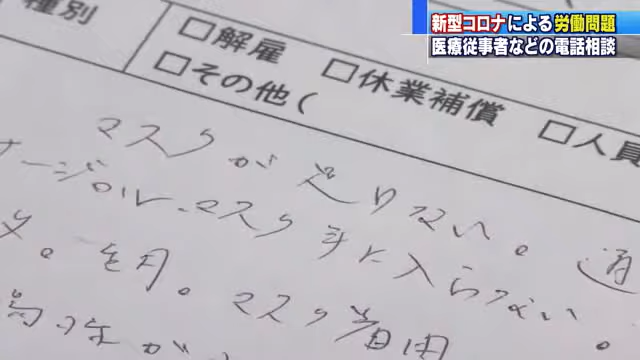 新型コロナによる労働問題
医療従事者などの電話相談
種別
□解雇 □休業補償 □人員
□その他(
マスクが足りない。通
ージカルマスク手に入らない。
マスク着用